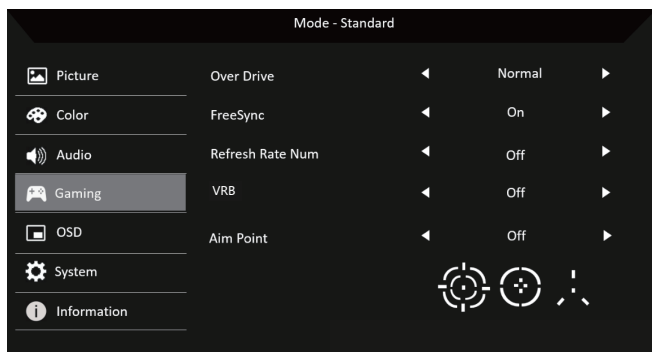 Mode - Standard
Picture
Over Drive Normal
Color
FreeSync On
Audio
Refresh Rate Num Off
Gaming
VRB Off
OSD
Aim Point Off
System
Information